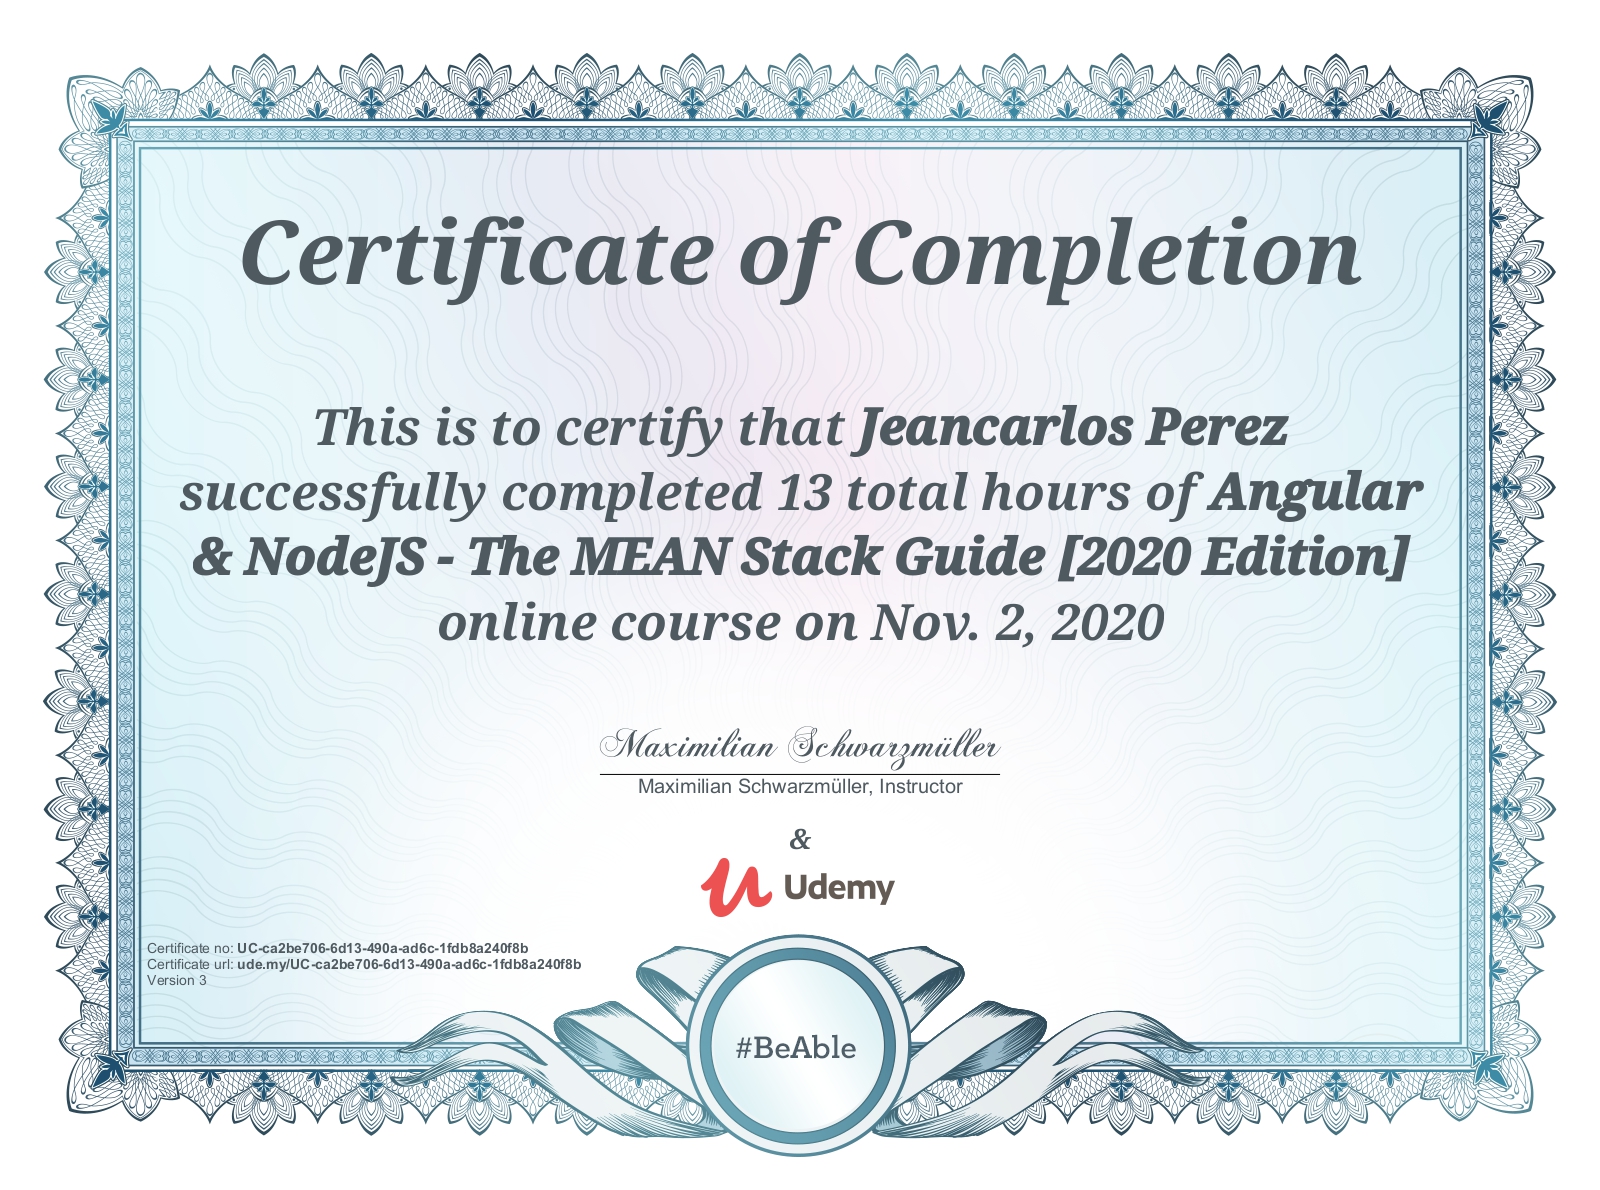 Certificate of Completion
This is to certify that Jeancarlos Perez
successfully completed 13 total hours of Angular
& NodeJS - The MEAN Stack Guide [2020 Edition]
online course on Nov. 2, 2020
Maximilian Schwarzmüller
Maximilian Schwarzmüller, Instructor
&
Udemy
Certificate no: UC-ca2be706-6d13-490a-ad6c-1fdb8a240f8b
Certificate url: ude.my/UC-ca2be706-6d13-490a-ad6c-1fdb8a240f8b
Version 3
#BeAble